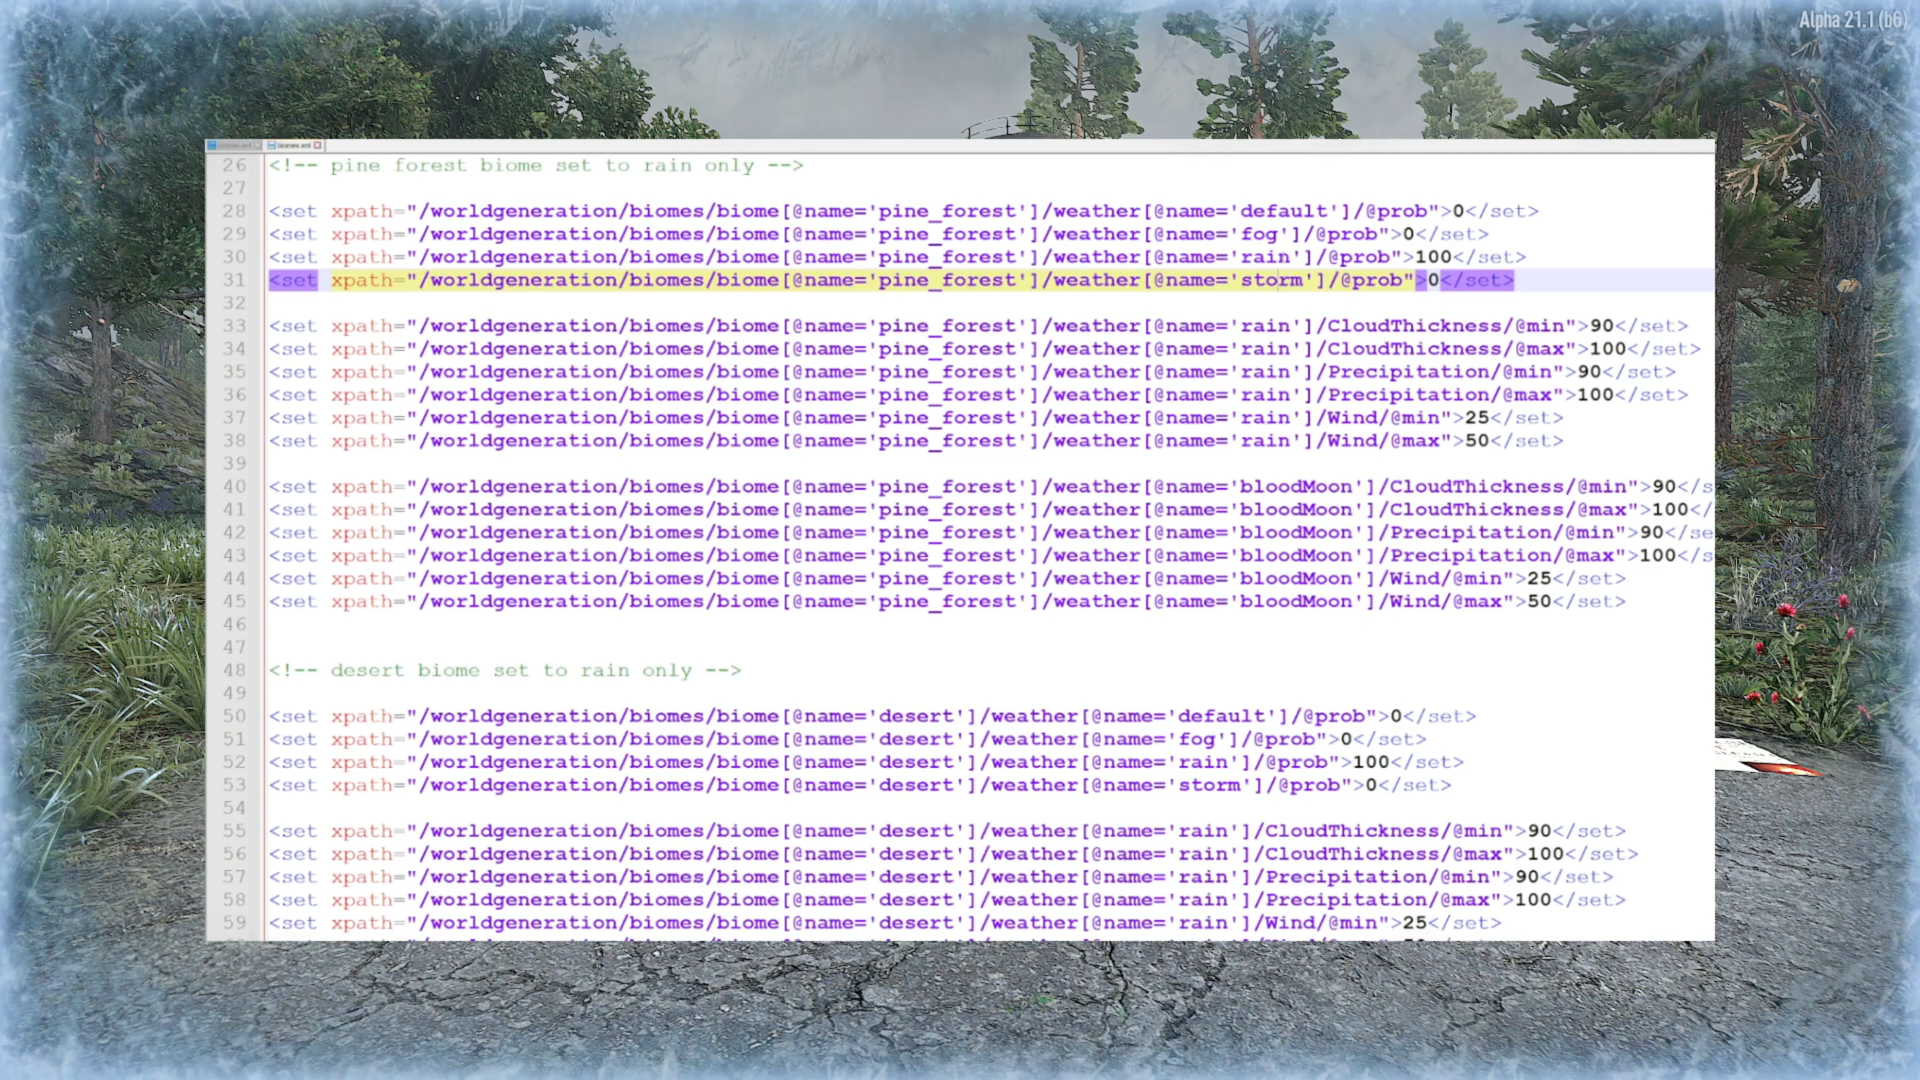 Alpha 21.1 (b6)
biomes.xml
26 <!-- pine forest biome set to rain only -->
27
28 <set xpath="/worldgeneration/biomes/biome[@name='pine_forest']/weather[@name='default']/@prob">0</set>
29 <set xpath="/worldgeneration/biomes/biome[@name='pine_forest']/weather[@name='fog']/@prob">0</set>
30 <set xpath="/worldgeneration/biomes/biome[@name='pine_forest']/weather[@name='rain']/@prob">100</set>
31 <set xpath="/worldgeneration/biomes/biome[@name='pine_forest']/weather[@name='storm']/@prob">0</set>
32
33 <set xpath="/worldgeneration/biomes/biome[@name='pine_forest']/weather[@name='rain']/CloudThickness/@min">90</set>
34 <set xpath="/worldgeneration/biomes/biome[@name='pine_forest']/weather[@name='rain']/CloudThickness/@max">100</set>
35 <set xpath="/worldgeneration/biomes/biome[@name='pine_forest']/weather[@name='rain']/Precipitation/@min">90</set>
36 <set xpath="/worldgeneration/biomes/biome[@name='pine_forest']/weather[@name='rain']/Precipitation/@max">100</set>
37 <set xpath="/worldgeneration/biomes/biome[@name='pine_forest']/weather[@name='rain']/Wind/@min">25</set>
38 <set xpath="/worldgeneration/biomes/biome[@name='pine_forest']/weather[@name='rain']/Wind/@max">50</set>
39
40 <set xpath="/worldgeneration/biomes/biome[@name='pine_forest']/weather[@name='bloodMoon']/CloudThickness/@min">90</s
41 <set xpath="/worldgeneration/biomes/biome[@name='pine_forest']/weather[@name='bloodMoon']/CloudThickness/@max">100</
42 <set xpath="/worldgeneration/biomes/biome[@name='pine_forest']/weather[@name='bloodMoon']/Precipitation/@min">90</se
43 <set xpath="/worldgeneration/biomes/biome[@name='pine_forest']/weather[@name='bloodMoon']/Precipitation/@max">100</s
44 <set xpath="/worldgeneration/biomes/biome[@name='pine_forest']/weather[@name='bloodMoon']/Wind/@min">25</set>
45 <set xpath="/worldgeneration/biomes/biome[@name='pine_forest']/weather[@name='bloodMoon']/Wind/@max">50</set>
46
47
48 <!-- desert biome set to rain only -->
49
50 <set xpath="/worldgeneration/biomes/biome[@name='desert']/weather[@name='default']/@prob">0</set>
51 <set xpath="/worldgeneration/biomes/biome[@name='desert']/weather[@name='fog']/@prob">0</set>
52 <set xpath="/worldgeneration/biomes/biome[@name='desert']/weather[@name='rain']/@prob">100</set>
53 <set xpath="/worldgeneration/biomes/biome[@name='desert']/weather[@name='storm']/@prob">0</set>
54
55 <set xpath="/worldgeneration/biomes/biome[@name='desert']/weather[@name='rain']/CloudThickness/@min">90</set>
56 <set xpath="/worldgeneration/biomes/biome[@name='desert']/weather[@name='rain']/CloudThickness/@max">100</set>
57 <set xpath="/worldgeneration/biomes/biome[@name='desert']/weather[@name='rain']/Precipitation/@min">90</set>
58 <set xpath="/worldgeneration/biomes/biome[@name='desert']/weather[@name='rain']/Precipitation/@max">100</set>
59 <set xpath="/worldgeneration/biomes/biome[@name='desert']/weather[@name='rain']/Wind/@min">25</set>